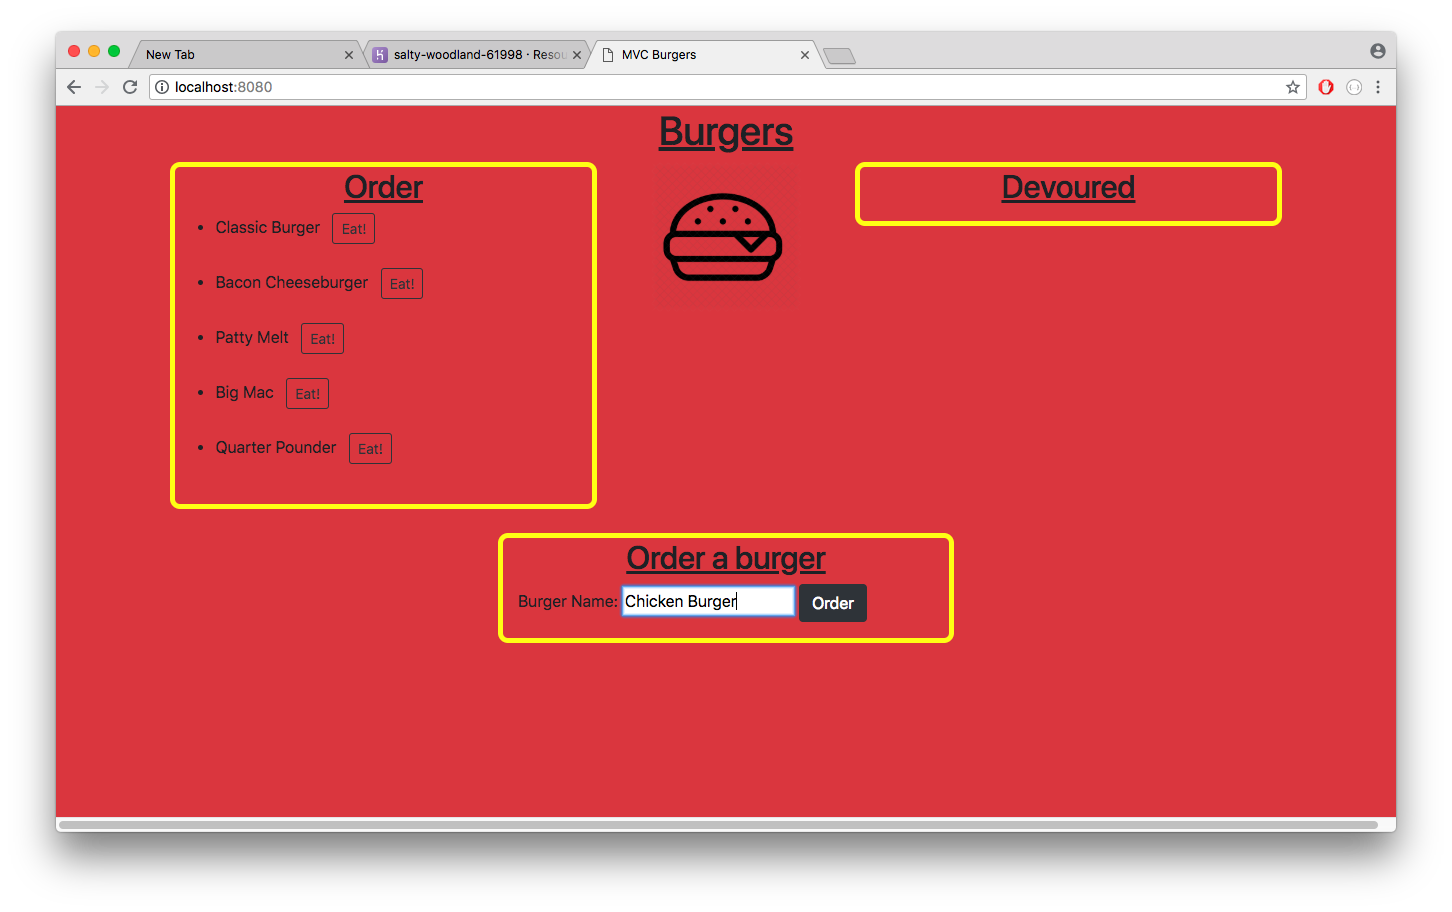 New Tab
salty-woodland-61998 · Resou
MVC Burgers
localhost:8080
Burgers
Order
Classic Burger Eat!
Bacon Cheeseburger Eat!
Patty Melt Eat!
Big Mac Eat!
Quarter Pounder Eat!
Devoured
Order a burger
Burger Name: Chicken Burger Order